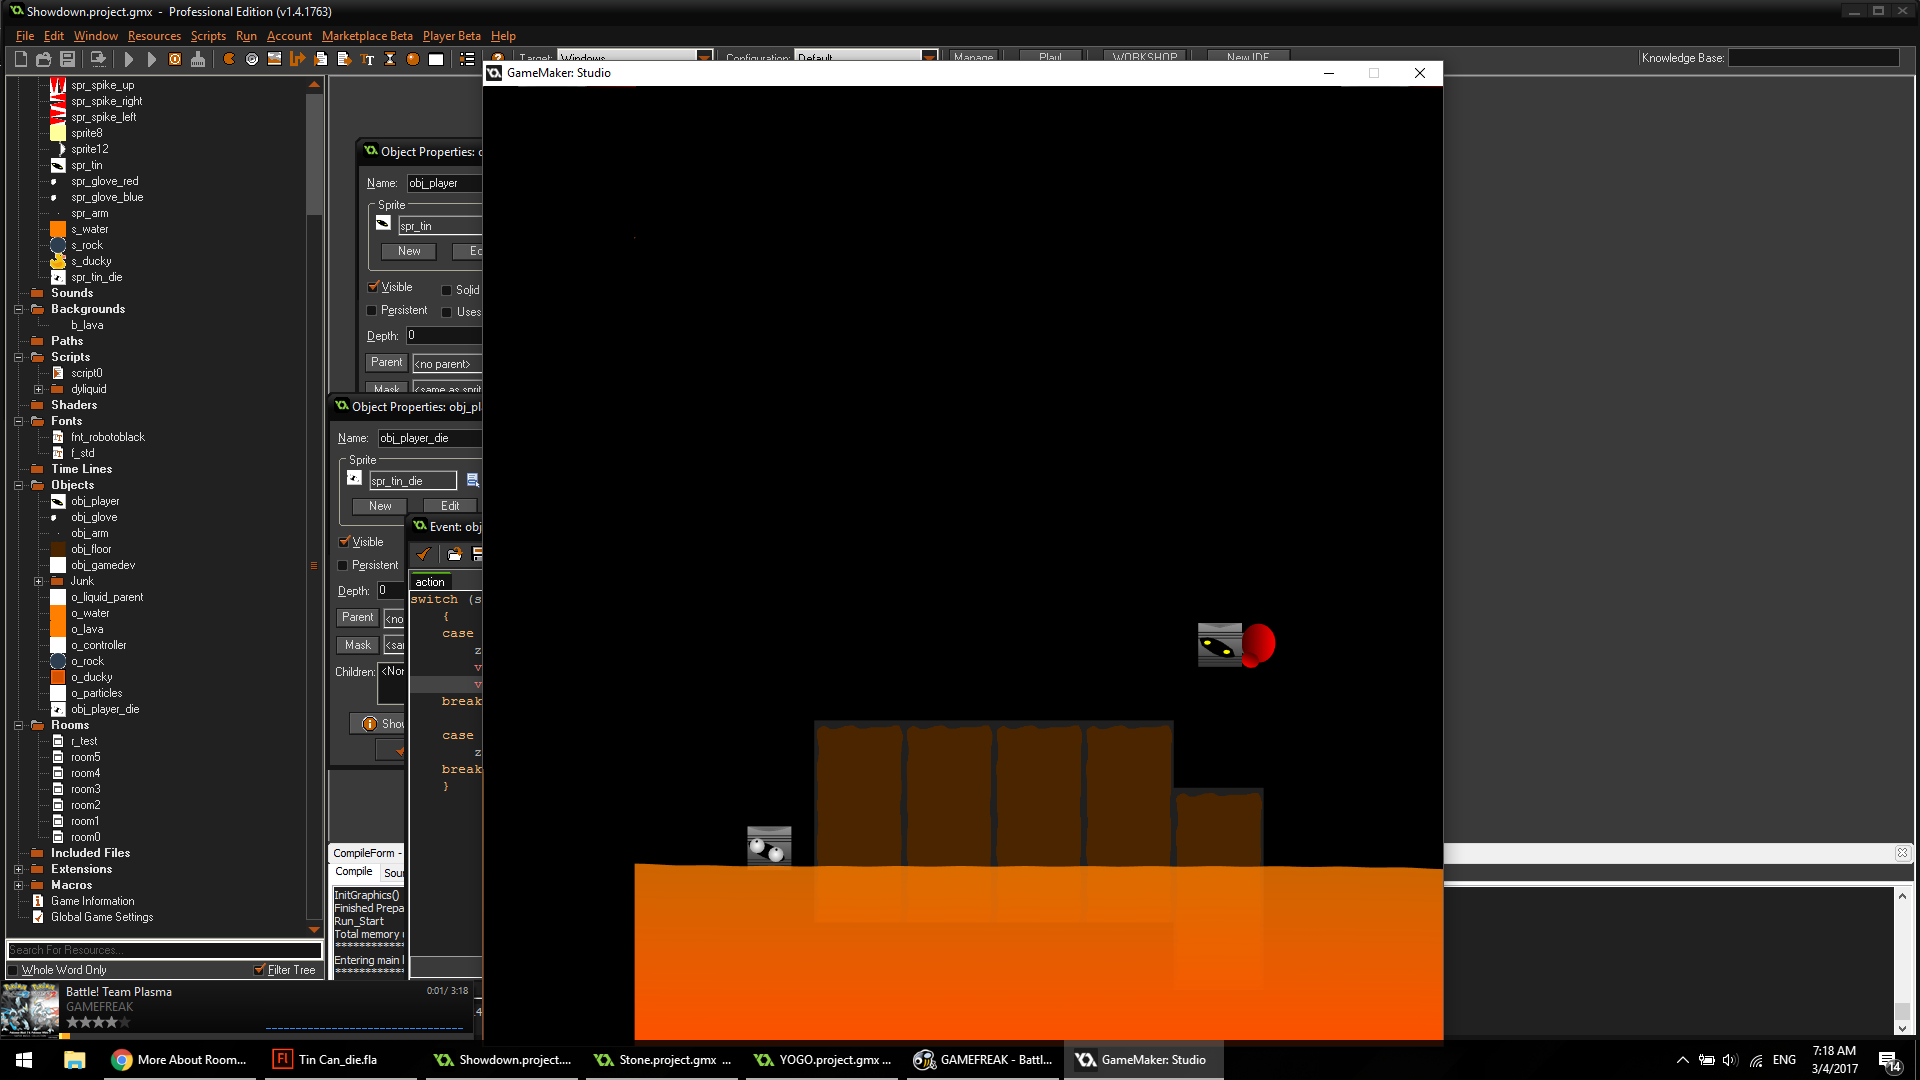 Showdown.project.gmx  -  Professional Edition (v1.4.1763)
File Edit Window Resources Scripts Run Account Marketplace Beta Player Beta Help
Target: Windows Configuration: Default Manage Play! WORKSHOP New IDE Knowledge Base:
GameMaker: Studio
spr_spike_up
spr_spike_right
spr_spike_left
sprite8
sprite12
spr_tin
spr_glove_red
spr_glove_blue
spr_arm
s_water
s_rock
s_ducky
spr_tin_die
Sounds
Backgrounds
b_lava
Paths
Scripts
script0
dyliquid
Shaders
Fonts
fnt_robotoblack
f_std
Time Lines
Objects
obj_player
obj_glove
obj_arm
obj_floor
obj_gamedev
Junk
o_liquid_parent
o_water
o_lava
o_controller
o_rock
o_ducky
o_particles
obj_player_die
Rooms
r_test
room5
room4
room3
room2
room1
room0
Included Files
Extensions
Macros
Game Information
Global Game Settings
Search For Resources...
Whole Word Only Filter Tree
Object Properties:
Name: obj_player
Sprite
spr_tin
New
Visible Solid
Persistent Uses
Depth: 0
Parent <no parent>
Mask <same as sprit
Object Properties: obj_pl
Name: obj_player_die
Sprite
spr_tin_die
New Edit
Visible
Persistent
Depth: 0
Parent <no
Mask <sar
Children: <Nor
Show
Event: obj
action
switch (s
{
case
z
v
v
break
case
z
break
}
CompileForm -
Compile Sour
InitGraphics()
Finished Prepa
Run_Start
Total memory
************
Entering main l
************
Battle! Team Plasma 0:01/ 3:18
GAMEFREAK
More About Room... Tin Can_die.fla Showdown.project.... Stone.project.gmx ... YOGO.project.gmx ... GAMEFREAK - Battl... GameMaker: Studio
ENG
7:18 AM
3/4/2017
14